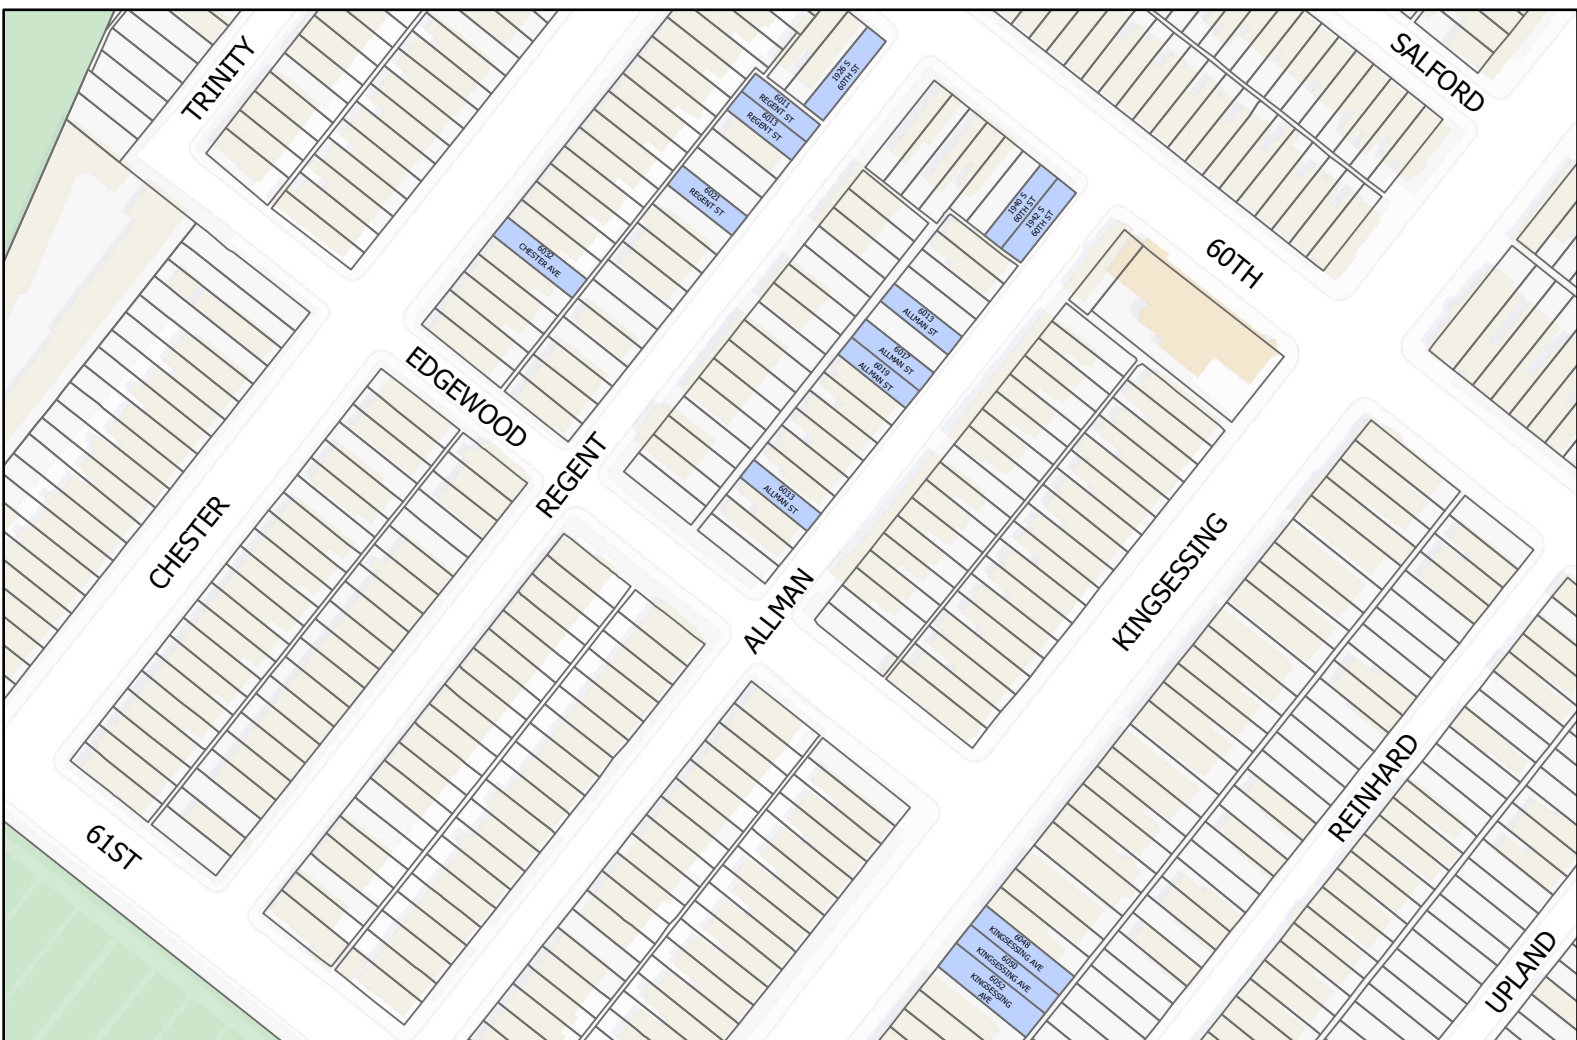 TRINITY
SALFORD
1926 S
60TH ST
6011
REGENT ST
6013
REGENT ST
6021
REGENT ST
1940 S
60TH ST
1942 S
60TH ST
6032
CHESTER AVE
60TH
6013
ALLMAN ST
6017
ALLMAN ST
6019
ALLMAN ST
EDGEWOOD
REGENT
6033
ALLMAN ST
CHESTER
KINGSESSING
ALLMAN
REINHARD
61ST
6048
KINGSESSING AVE
6050
KINGSESSING AVE
6052
KINGSESSING
AVE
UPLAND